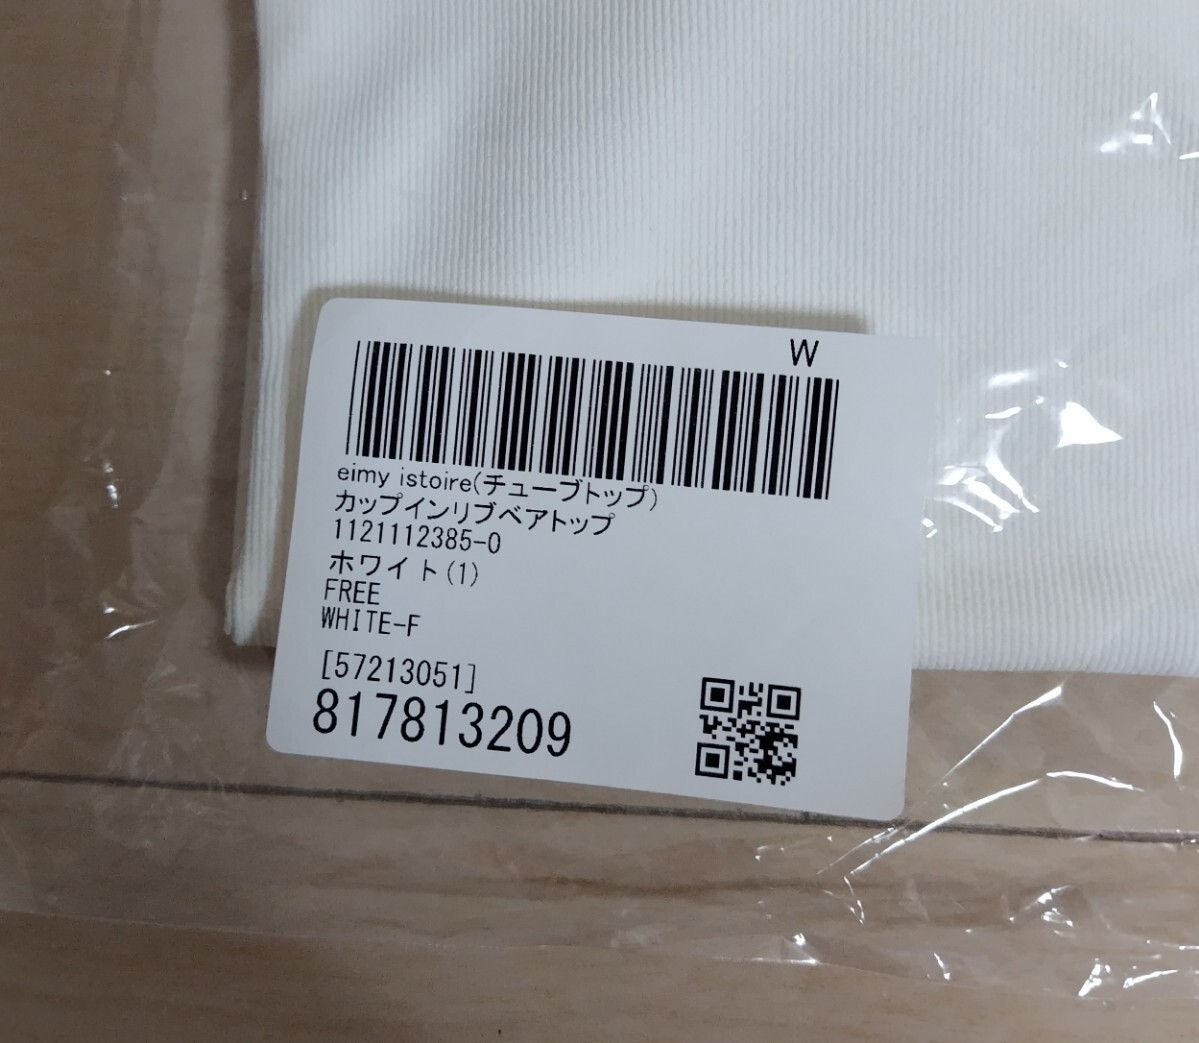 W
eimy istoire(チューブトップ)
カップインリブベアトップ
1121112385-0
ホワイト(1)
FREE
WHITE-F
[57213051]
817813209